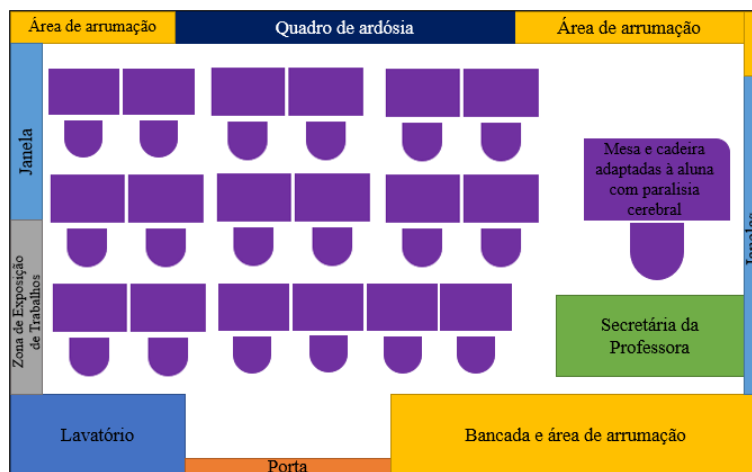 Área de arrumação
Quadro de ardósia
Área de arrumação
Janela
Mesa e cadeira
adaptadas à aluna
com paralisia
cerebral
Janelas
Zona de Exposição
de Trabalhos
Secretária da
Professora
Lavatório
Bancada e área de arrumação
Porta